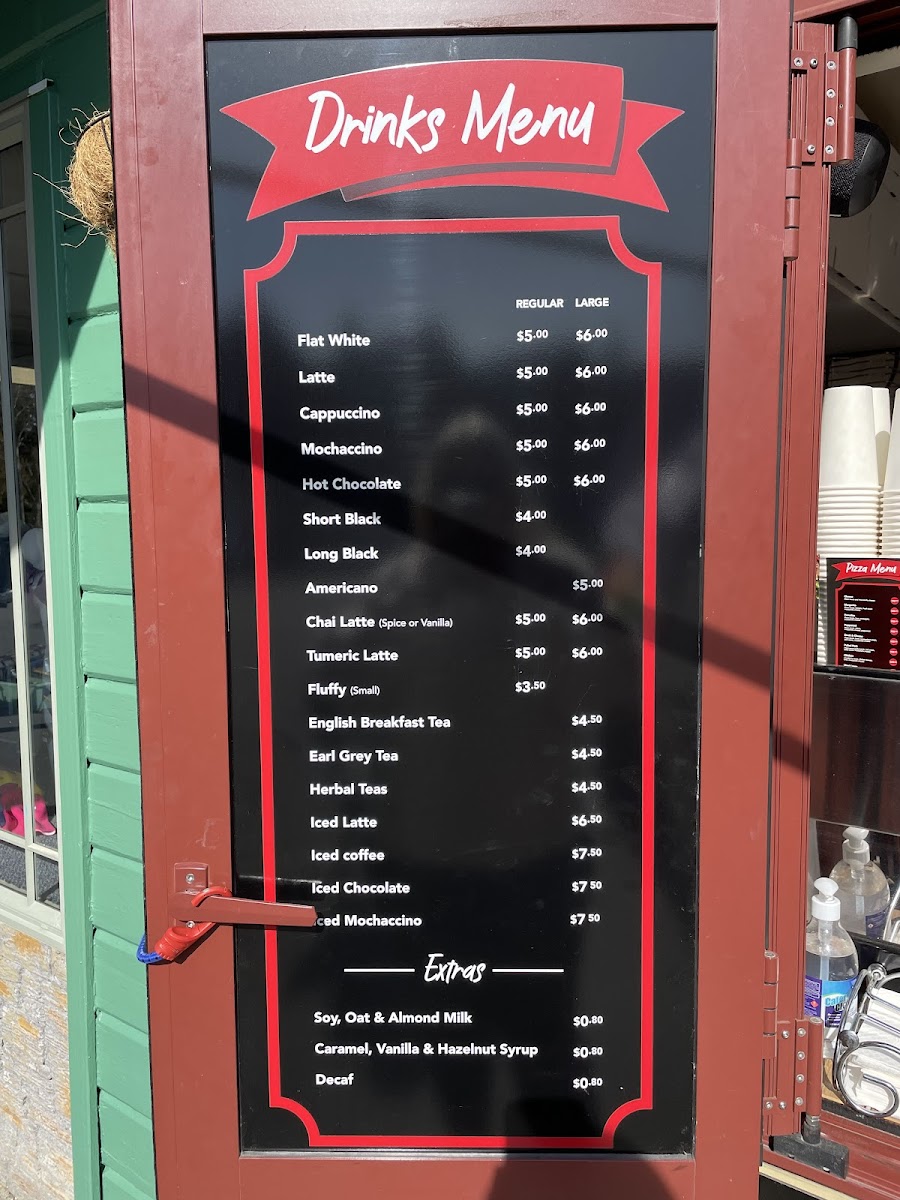 Drinks Menu
REGULAR LARGE
Flat White $5.00 $6.00
Latte $5.00 $6.00
Cappuccino $5.00 $6.00
Mochaccino $5.00 $6.00
Hot Chocolate $5.00 $6.00
Short Black $4.00
Long Black $4.00
Americano $5.00
Chai Latte (Spice or Vanilla) $5.00 $6.00
Tumeric Latte $5.00 $6.00
Fluffy (Small) $3.50
English Breakfast Tea $4.50
Earl Grey Tea $4.50
Herbal Teas $4.50
Iced Latte $6.50
Iced coffee $7.50
Iced Chocolate $7 50
Iced Mochaccino $7 50
Extras
Soy, Oat & Almond Milk $0.80
Caramel, Vanilla & Hazelnut Syrup $0.80
Decaf $0.80
Pizza Menu